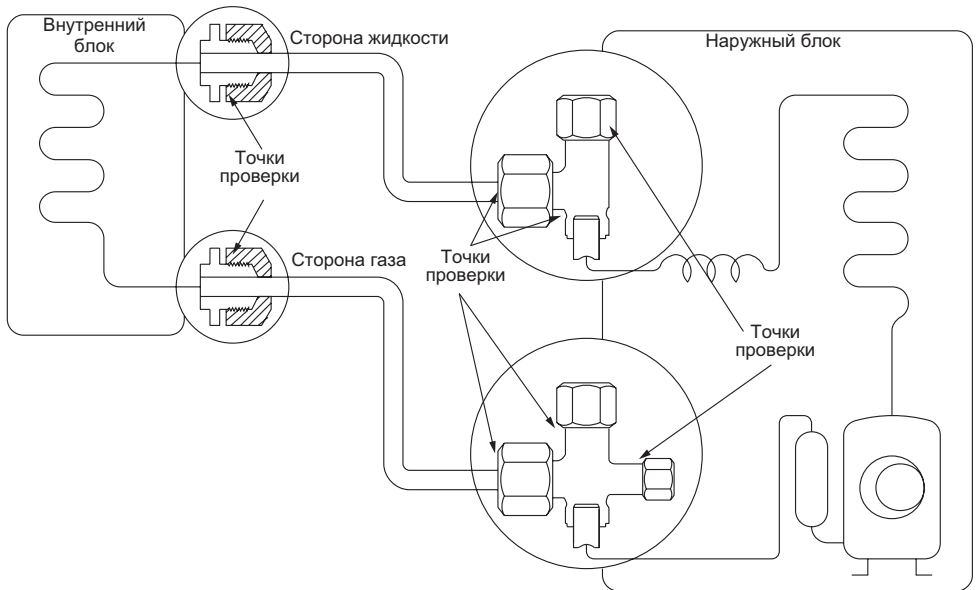 Внутренний
блок
Сторона жидкости
Наружный блок
Точки
проверки
Сторона газа
Точки
проверки
Точки
проверки